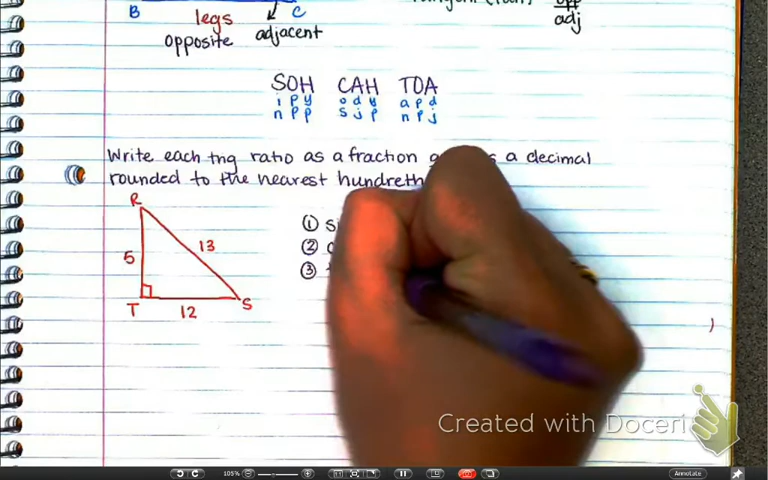 B
C
legs
opposite
adjacent
adj
SOH CAH TOA
i p y o d y a p d
n p p s j p n p j
Write each trig ratio as a fraction a decimal
rounded to the nearest hundreth
R
5
13
T
12
S
①
②
③
Created with Doceri
105%
Annotate